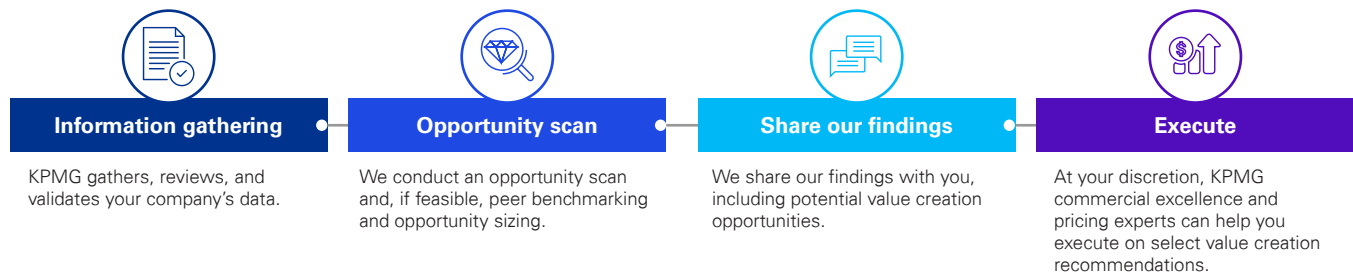 Information gathering
KPMG gathers, reviews, and
validates your company's data.
Opportunity scan
We conduct an opportunity scan
and, if feasible, peer benchmarking
and opportunity sizing.
Share our findings
We share our findings with you,
including potential value creation
opportunities.
$
Execute
At your discretion, KPMG
commercial excellence and
pricing experts can help you
execute on select value creation
recommendations.